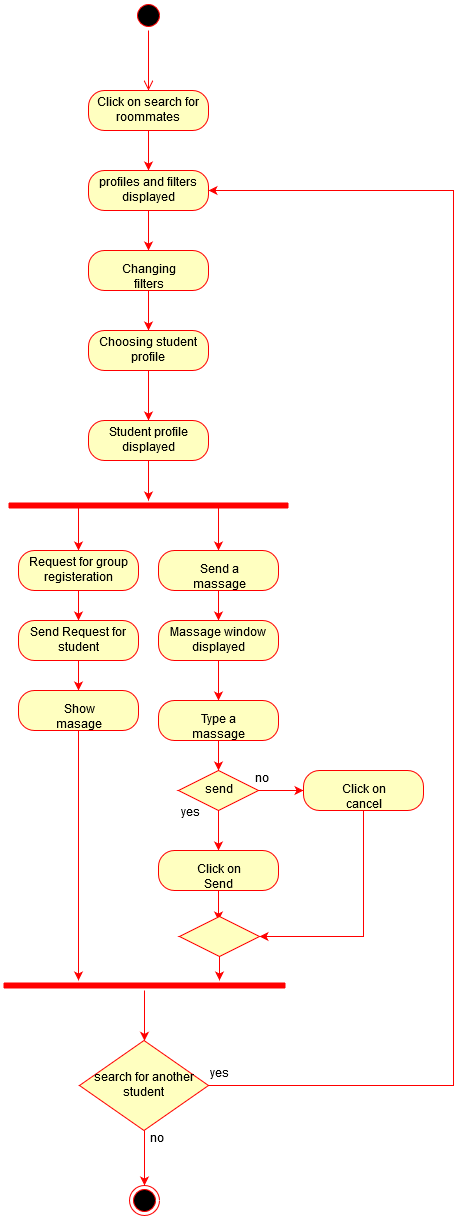 Click on search for
roommates
profiles and filters
displayed
Changing
filters
Choosing student
profile
Student profile
displayed
Request for group
registeration
Send a
massage
Send Request for
student
Massage window
displayed
Show
masage
Type a
massage
send
no
yes
Click on
cancel
Click on
Send
search for another
student
yes
no